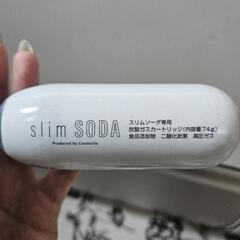 slim SODA
Produced by Cosmolife
スリムソーダ専用
炭酸ガスカートリッジ(内容量74g)
食品添加物 二酸化炭素 高圧ガス